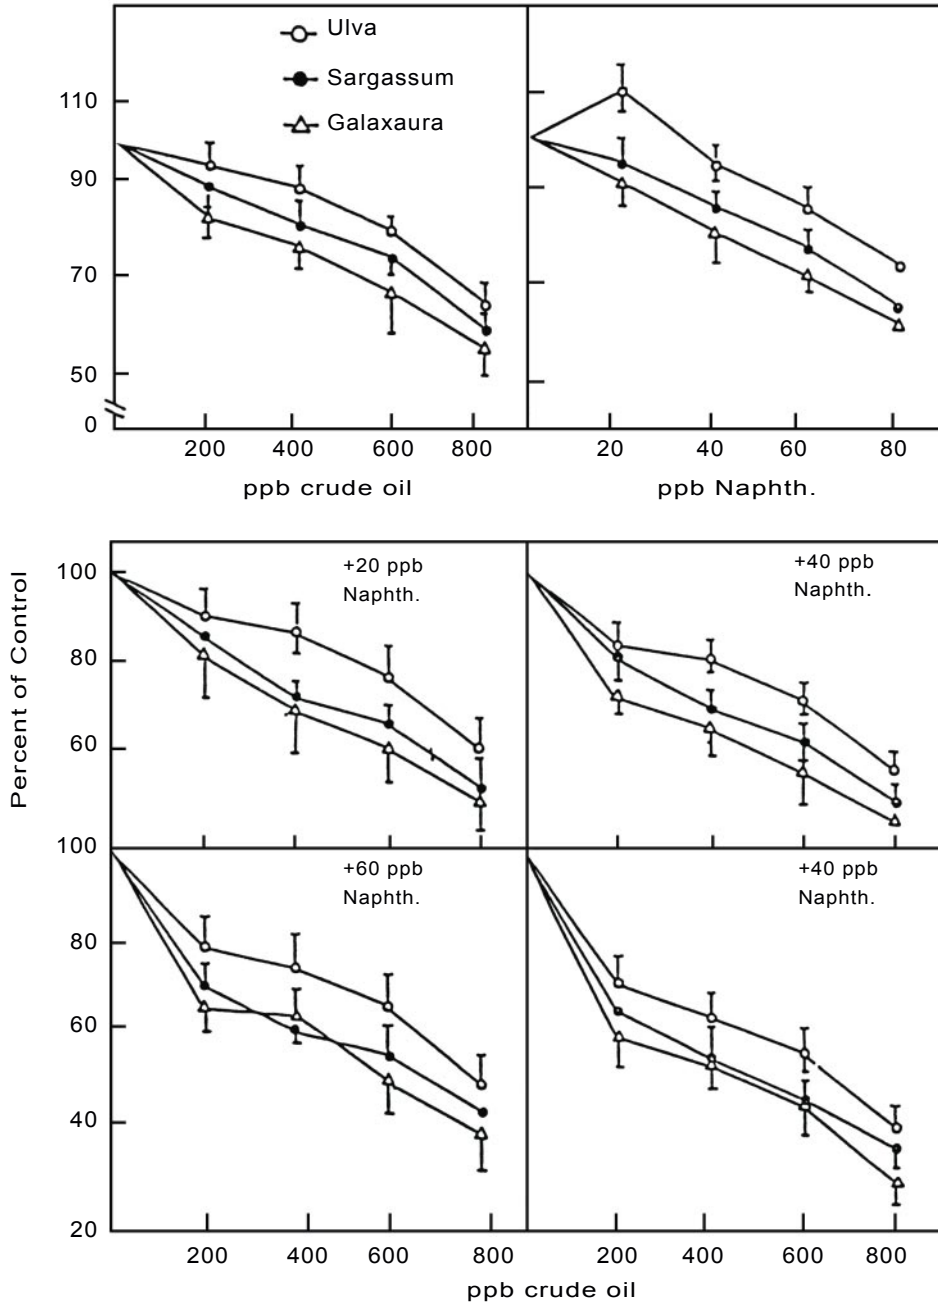 Ulva
Sargassum
Galaxaura
110
90
70
50
0
200 400 600 800
20 40 60 80
ppb crude oil
ppb Naphth.
Percent of Control
+20 ppb
Naphth.
+40 ppb
Naphth.
100
80
60
100
+60 ppb
Naphth.
+40 ppb
Naphth.
80
60
40
20
200 400 600 800
200 400 600 800
ppb crude oil